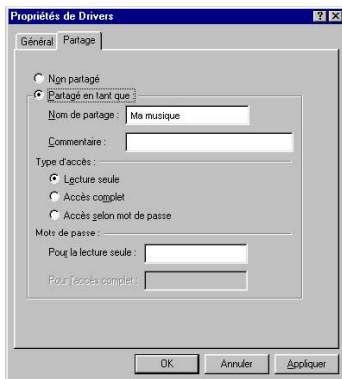 Propriétés de Drivers
Général Partage
Non partagé
Partagé en tant que :
Nom de partage : Ma musique
Commentaire :
Type d'accès :
Lecture seule
Accès complet
Accès selon mot de passe
Mots de passe :
Pour la lecture seule :
Pour l'accès complet :
OK Annuler Appliquer